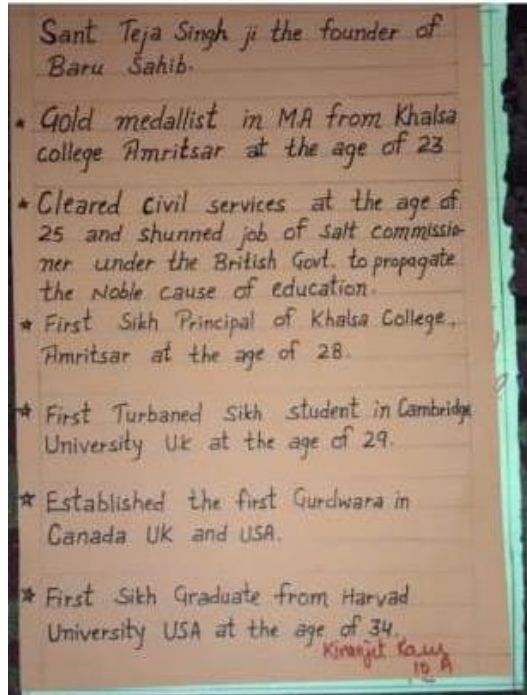 Sant Teja Singh ji the founder of
Baru Sahib.
★ Gold medallist in MA from Khalsa
college Amritsar at the age of 23
★ Cleared civil services at the age of
25 and shunned job of salt commissio-
ner under the British Govt. to propagate
the Noble cause of education.
★ First Sikh Principal of Khalsa College,
Amritsar at the age of 28.
★ First Turbaned Sikh student in Cambridge
University Uk at the age of 29.
★ Established the first Gurdwara in
Canada UK and USA.
★ First Sikh Graduate from Harvad
University USA at the age of 34.
Kiranjit Kaur
10 A